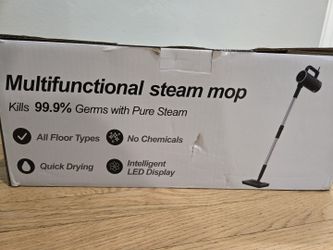 Multifunctional steam mop
Kills 99.9% Germs with Pure Steam
All Floor Types
No Chemicals
Quick Drying
Intelligent
LED Display